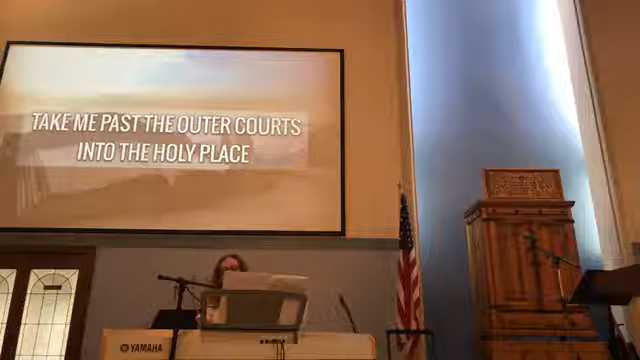 TAKE ME PAST THE OUTER COURTS
INTO THE HOLY PLACE
YAMAHA